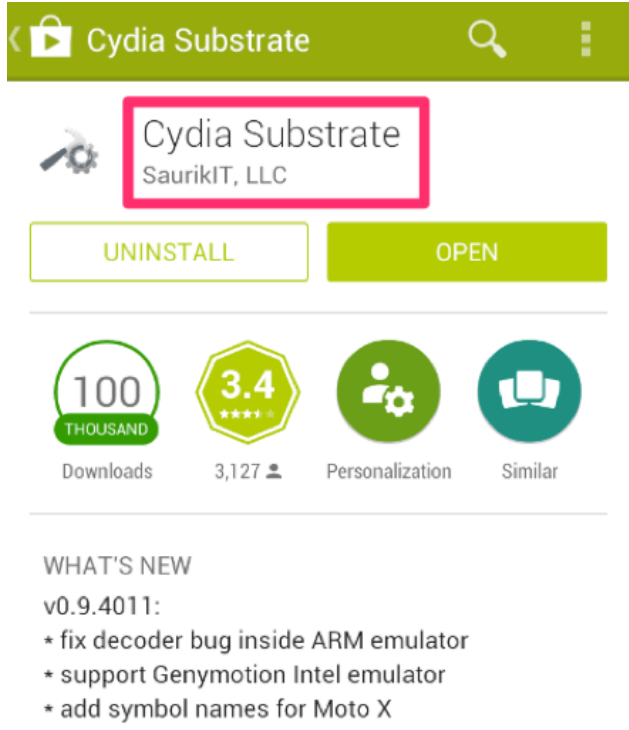 Cydia Substrate
Cydia Substrate
SaurikIT, LLC
UNINSTALL
OPEN
100
THOUSAND
Downloads
3.4
3,127
Personalization
Similar
WHAT'S NEW
v0.9.4011:
* fix decoder bug inside ARM emulator
* support Genymotion Intel emulator
* add symbol names for Moto X